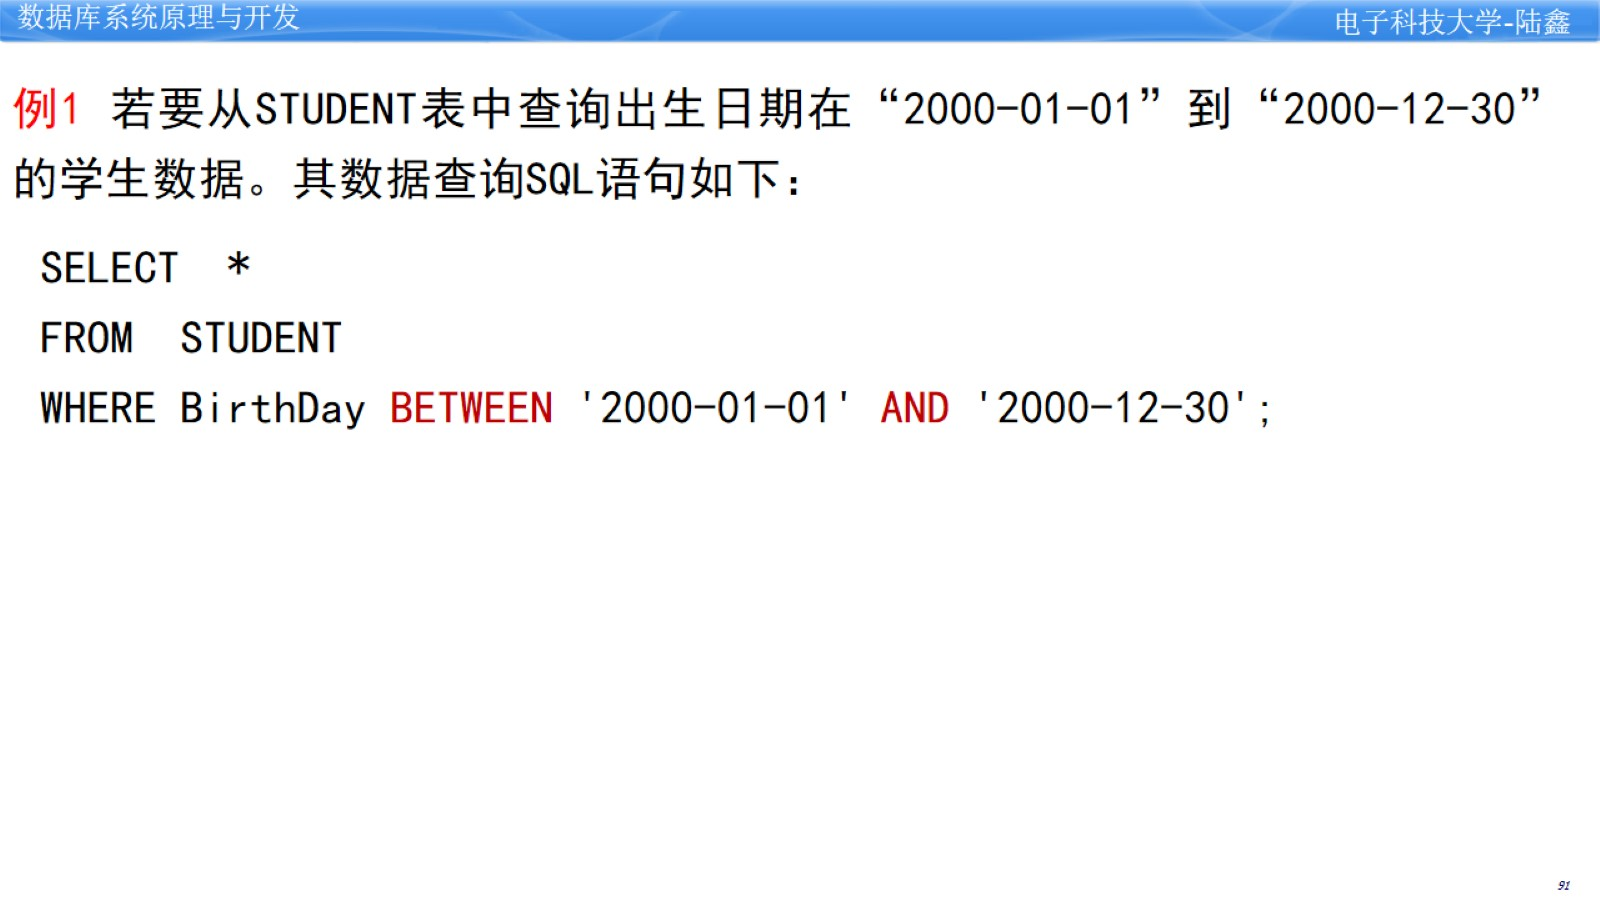 数据库系统原理与开发
电子科技大学-陆鑫
例1 若要从STUDENT表中查询出生日期在“2000-01-01”到“2000-12-30”
的学生数据。其数据查询SQL语句如下：
SELECT  *
FROM  STUDENT
WHERE BirthDay BETWEEN '2000-01-01' AND '2000-12-30';
91